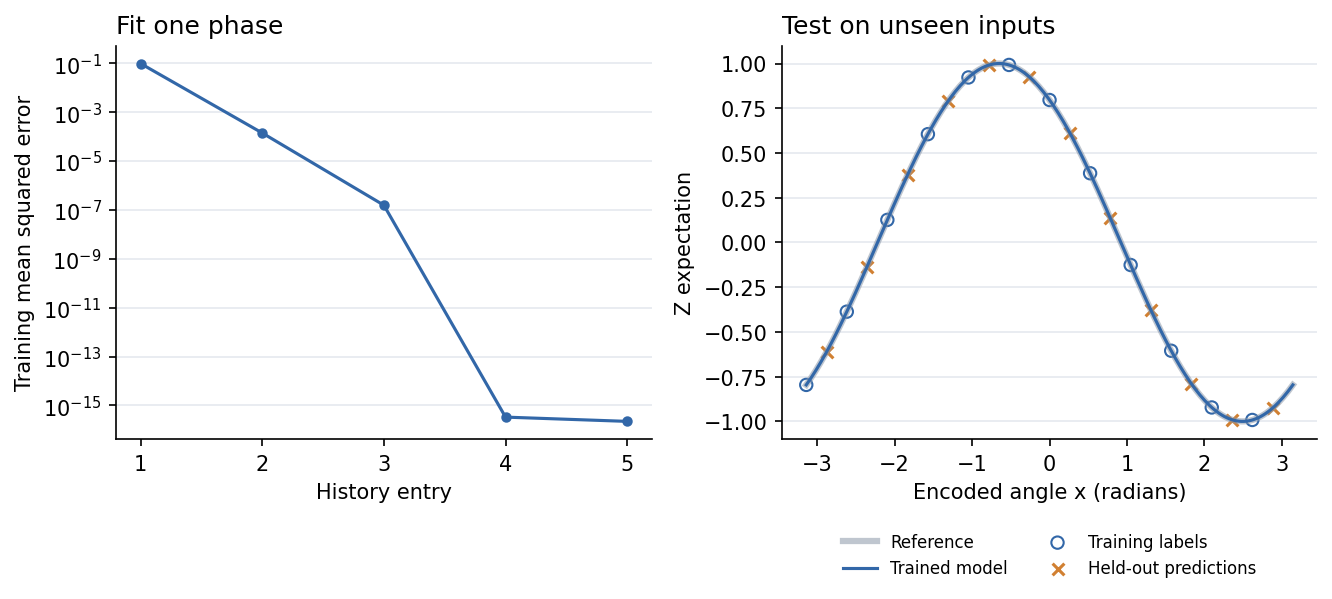 Fit one phase
Training mean squared error
10⁻¹
10⁻³
10⁻⁵
10⁻⁷
10⁻⁹
10⁻¹¹
10⁻¹³
10⁻¹⁵
1 2 3 4 5
History entry
Test on unseen inputs
Z expectation
1.00
0.75
0.50
0.25
0.00
−0.25
−0.50
−0.75
−1.00
−3 −2 −1 0 1 2 3
Encoded angle x (radians)
Reference
Trained model
Training labels
Held-out predictions